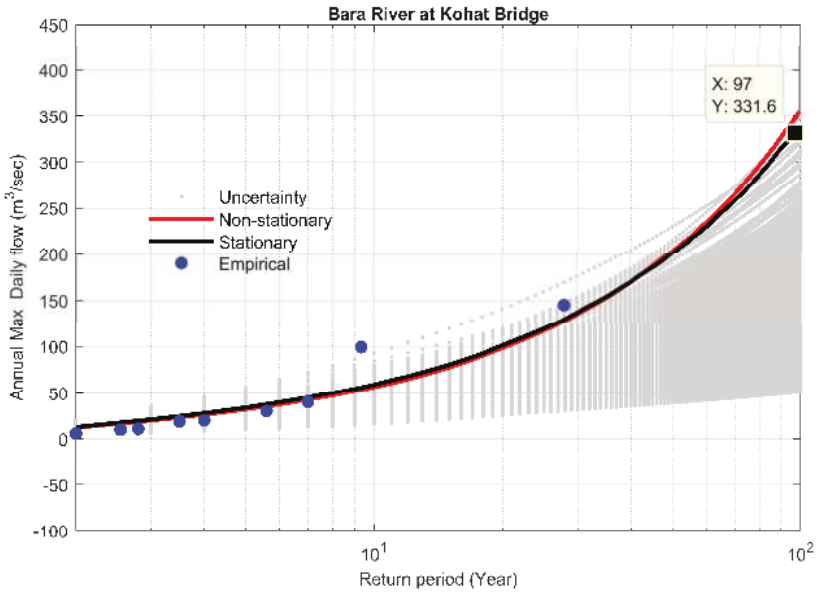 Bara River at Kohat Bridge
450
400
350
300
250
200
150
100
50
0
-50
-100
Annual Max Daily flow (m³/sec)
X: 97
Y: 331.6
Uncertainty
Non-stationary
Stationary
Empirical
10¹
10²
Return period (Year)